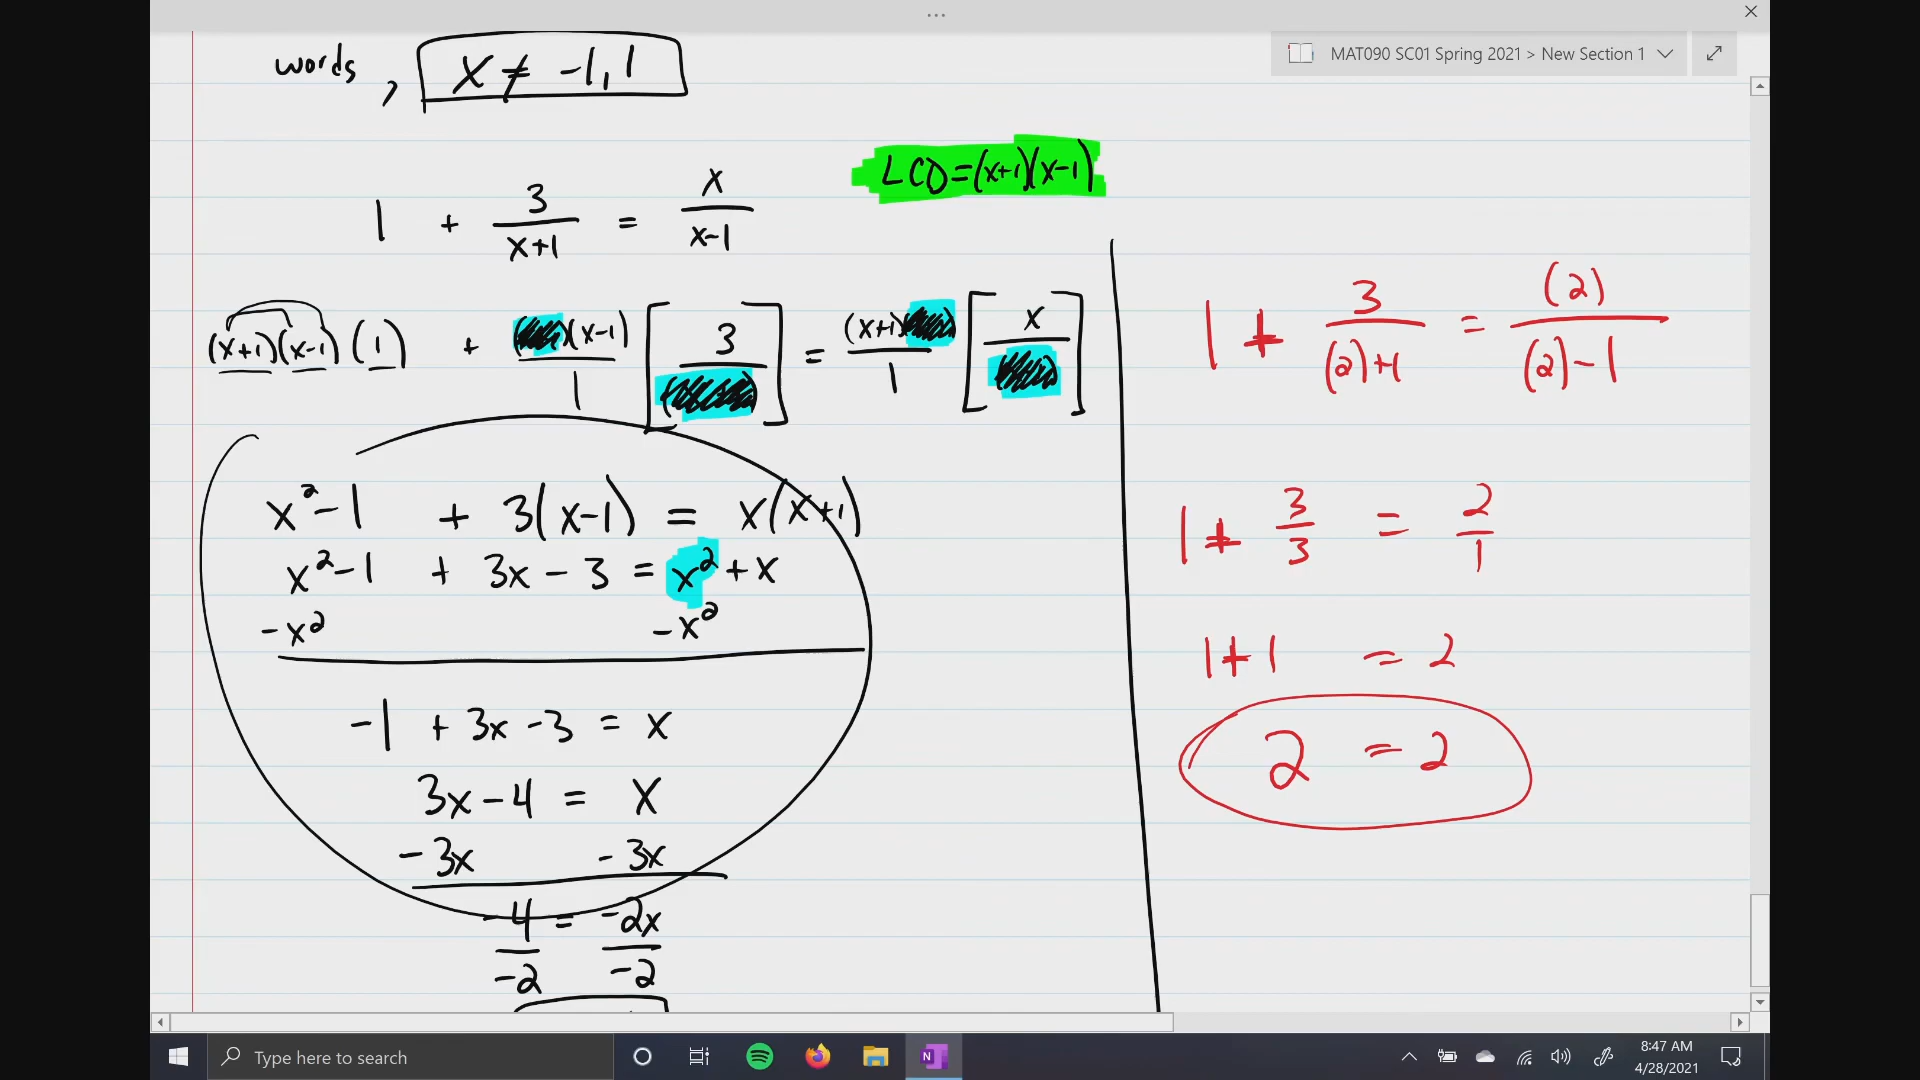 ...
MAT090 SC01 Spring 2021 > New Section 1
words, x ≠ -1, 1
LCD = (x+1)(x-1)
1 + 3/(x+1) = x/(x-1)
(x+1)(x-1)(1) + (x-1)/1 [3/] = (x+1)/1 [x/]
x² - 1 + 3(x-1) = x(x+1)
x² - 1 + 3x - 3 = x² + x
-x² -x²
-1 + 3x - 3 = x
3x - 4 = x
-3x -3x
-4/-2 = -2x/-2
1 + 3/((2)+1) = (2)/((2)-1)
1 + 3/3 = 2/1
1 + 1 = 2
2 = 2
Type here to search
8:47 AM
4/28/2021